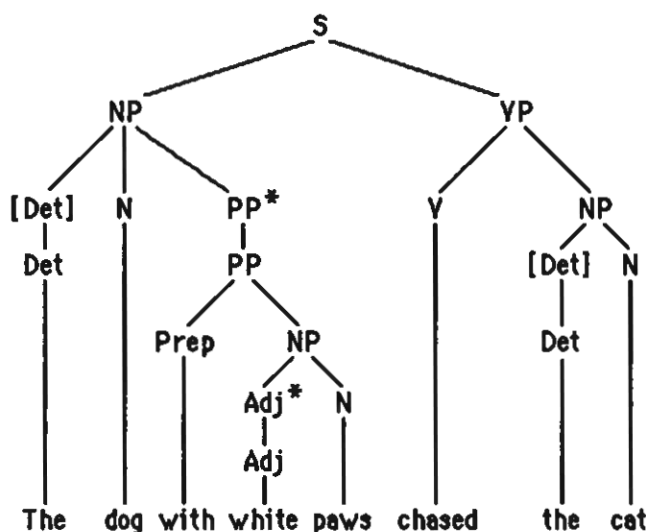 S
NP VP
[Det] N PP* V NP
Det PP [Det] N
Prep NP Det
Adj* N
Adj
The dog with white paws chased the cat